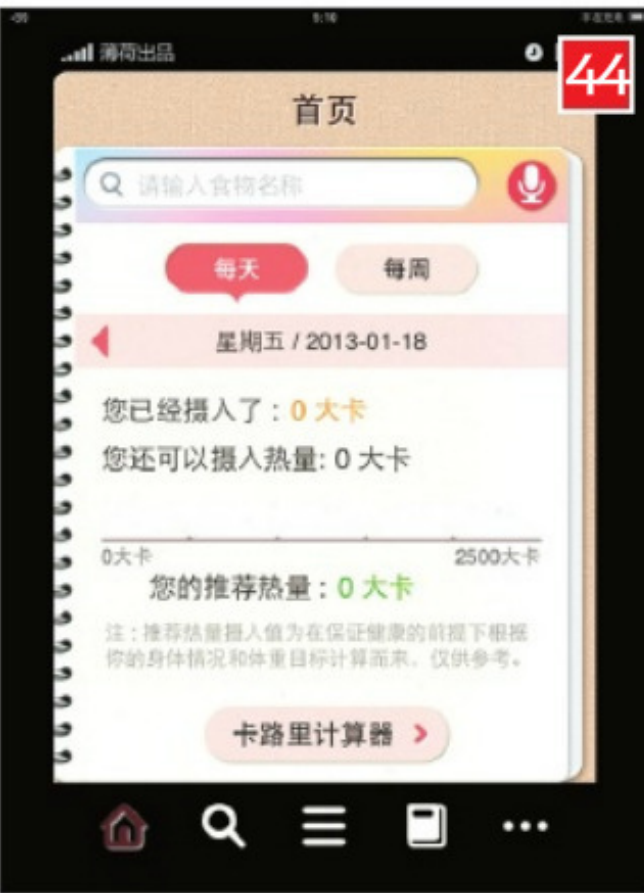 9:10
薄荷出品
44
首页
请输入食物名称
每天
每周
星期五 / 2013-01-18
您已经摄入了：0 大卡
您还可以摄入热量: 0 大卡
0大卡
2500大卡
您的推荐热量：0 大卡
注：推荐热量摄入值为在保证健康的前提下根据
你的身体情况和体重目标计算而来，仅供参考。
卡路里计算器